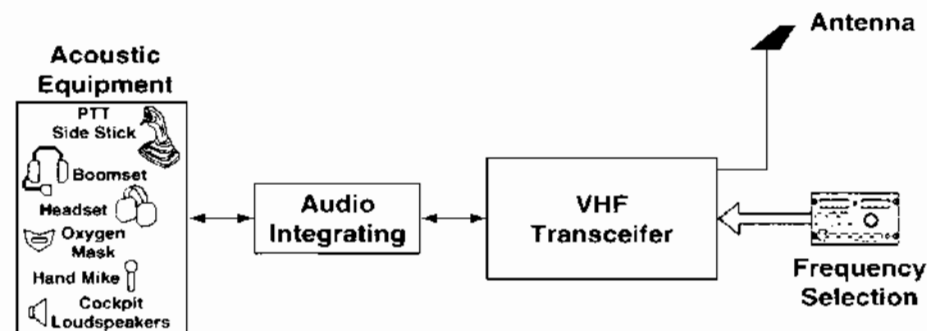 Antenna
Acoustic
Equipment
PTT
Side Stick
Boomset
Headset
Oxygen
Mask
Hand Mike
Cockpit
Loudspeakers
Audio
Integrating
VHF
Transceifer
Frequency
Selection